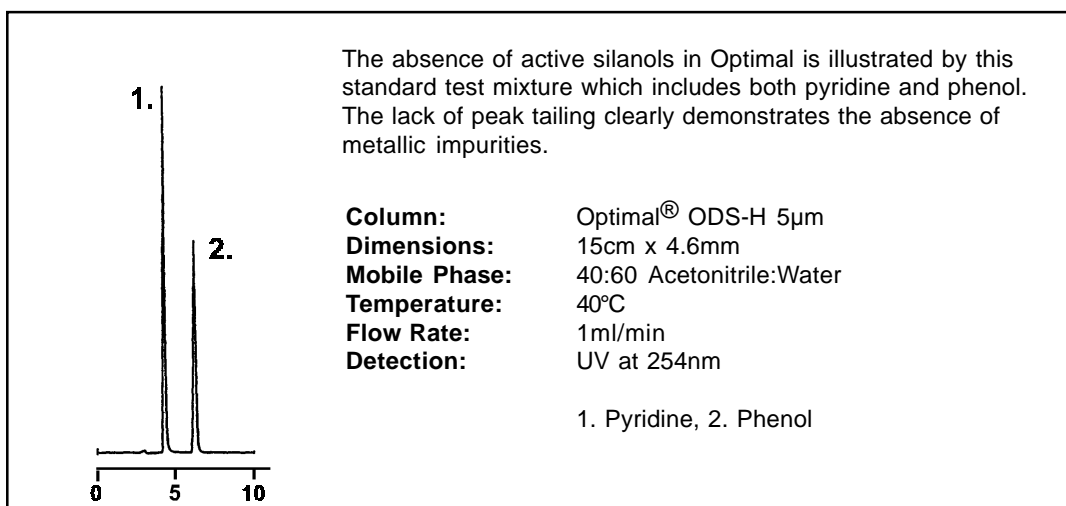 The absence of active silanols in Optimal is illustrated by this
standard test mixture which includes both pyridine and phenol.
The lack of peak tailing clearly demonstrates the absence of
metallic impurities.
1.
2.
Column: Optimal® ODS-H 5µm
Dimensions: 15cm x 4.6mm
Mobile Phase: 40:60 Acetonitrile:Water
Temperature: 40°C
Flow Rate: 1ml/min
Detection: UV at 254nm
1. Pyridine, 2. Phenol
0 5 10